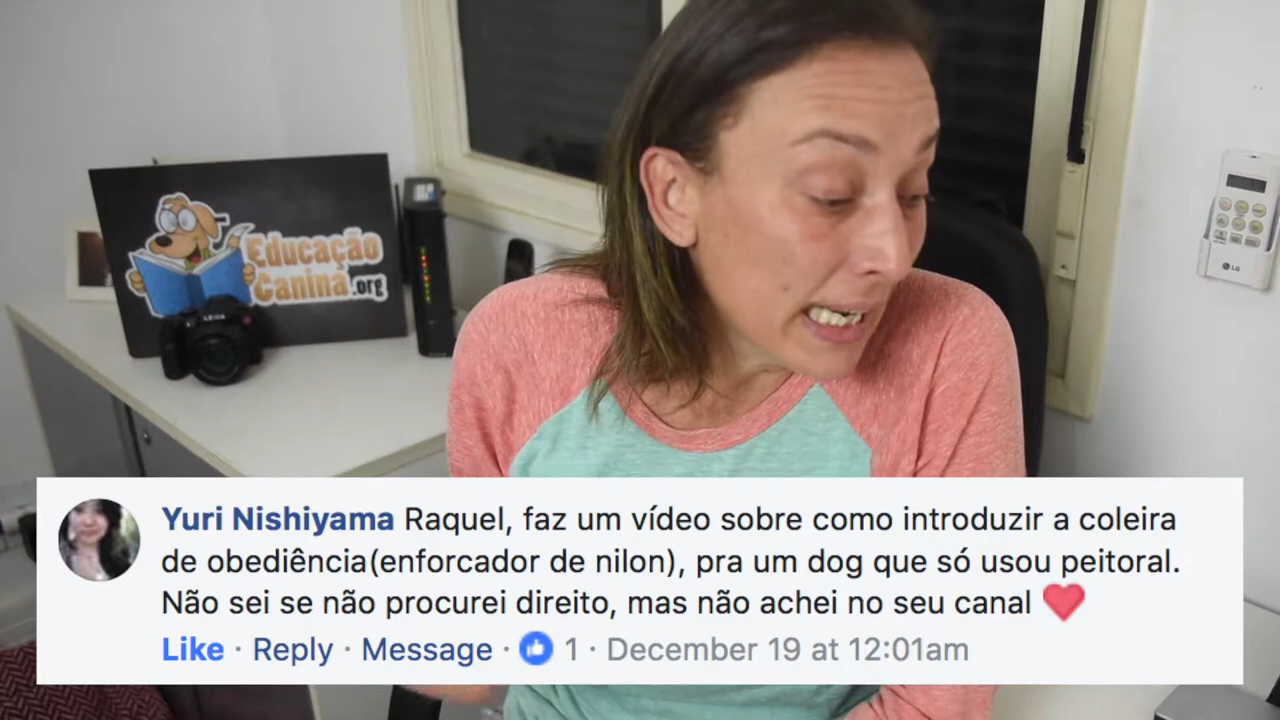 Educação
Canina.org
LEICA
LG
Yuri Nishiyama Raquel, faz um vídeo sobre como introduzir a coleira
de obediência(enforcador de nilon), pra um dog que só usou peitoral.
Não sei se não procurei direito, mas não achei no seu canal ❤️
Like · Reply · Message · 1 · December 19 at 12:01am